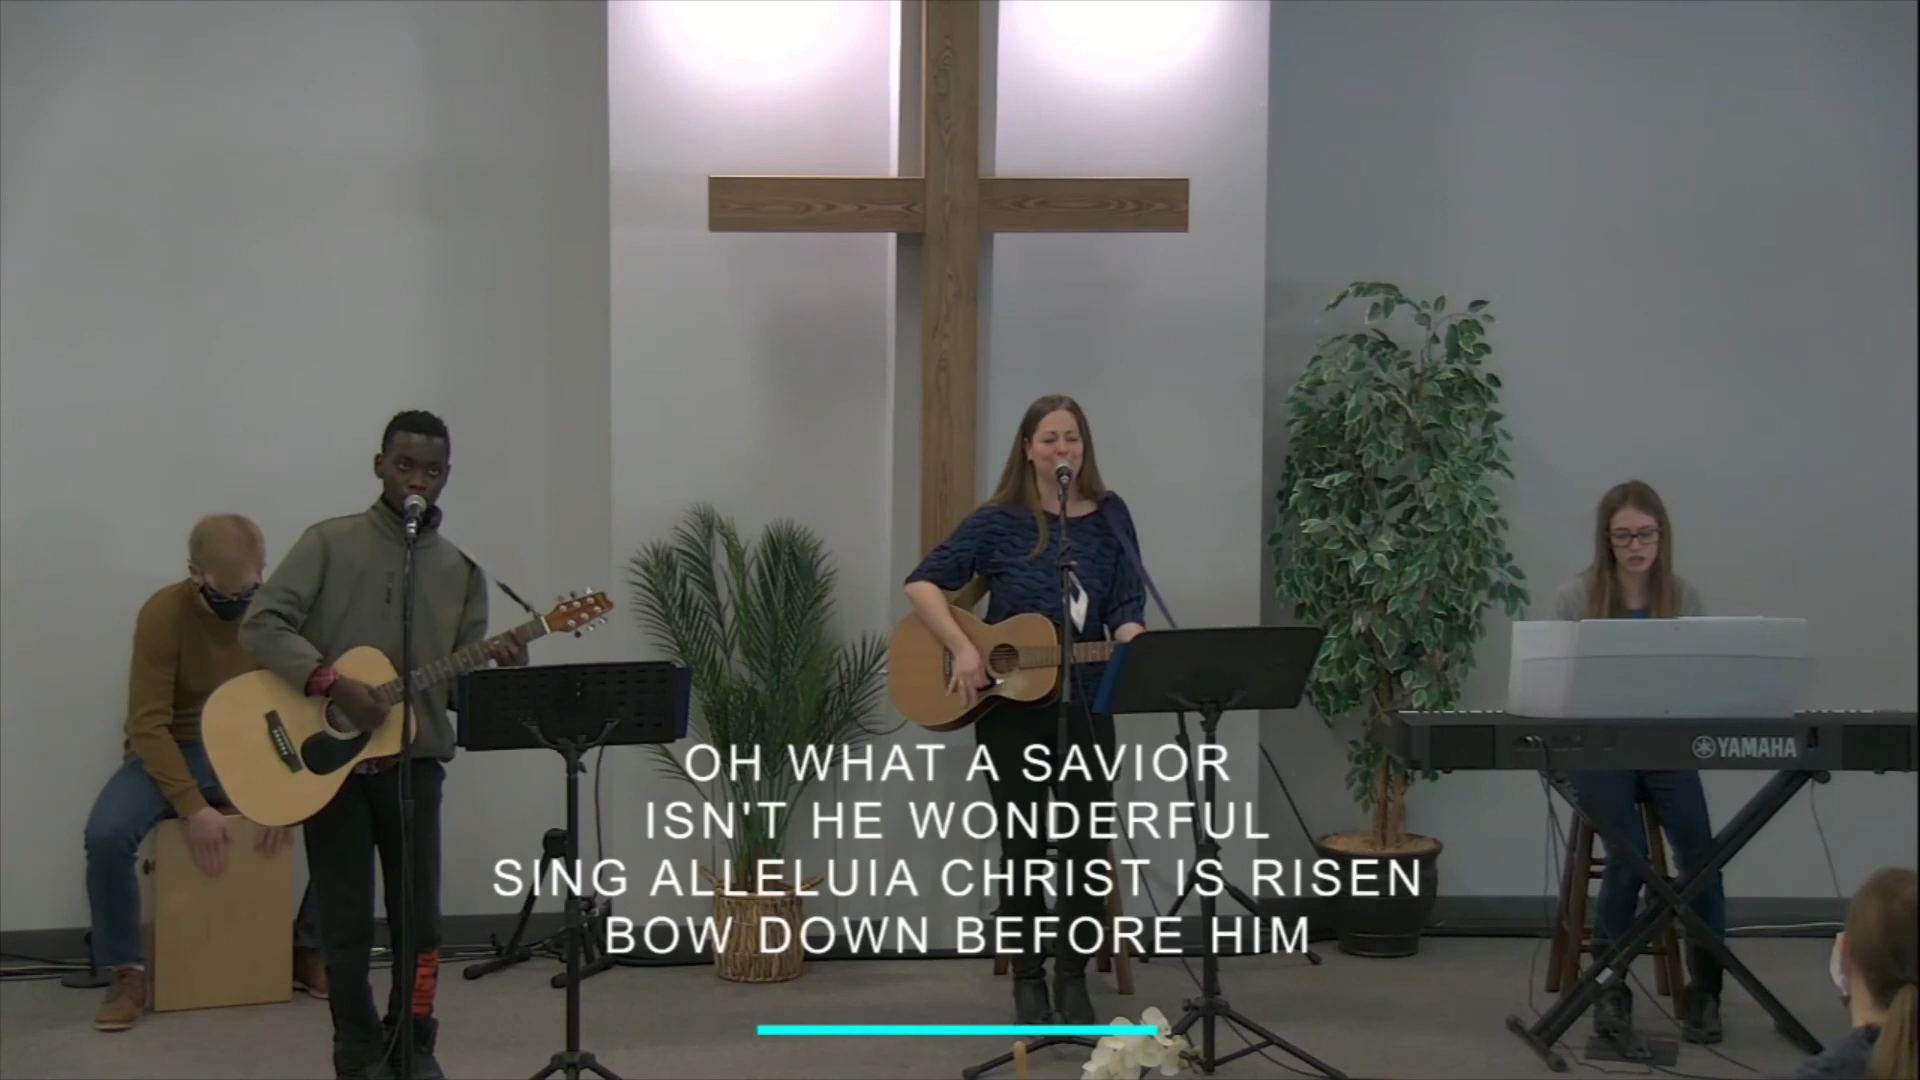 YAMAHA
OH WHAT A SAVIOR
ISN'T HE WONDERFUL
SING ALLELUIA CHRIST IS RISEN
BOW DOWN BEFORE HIM